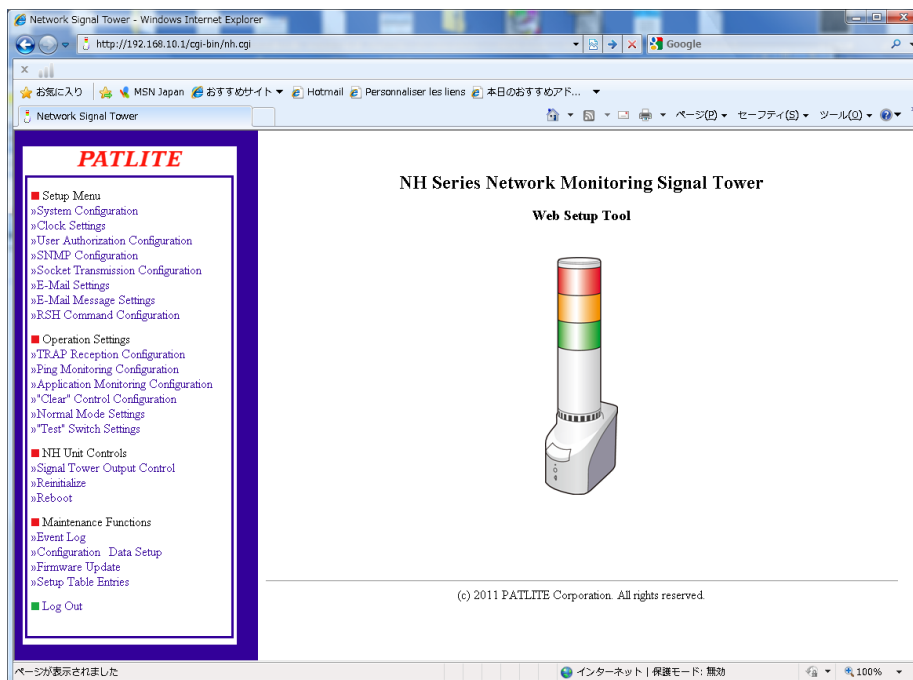 Network Signal Tower - Windows Internet Explorer
http://192.168.10.1/cgi-bin/nh.cgi
Google
お気に入り MSN Japan おすすめサイト Hotmail Personnaliser les liens 本日のおすすめアド...
Network Signal Tower
ページ(P) セーフティ(S) ツール(O)
PATLITE
Setup Menu
»System Configuration
»Clock Settings
»User Authorization Configuration
»SNMP Configuration
»Socket Transmission Configuration
»E-Mail Settings
»E-Mail Message Settings
»RSH Command Configuration
Operation Settings
»TRAP Reception Configuration
»Ping Monitoring Configuration
»Application Monitoring Configuration
»"Clear" Control Configuration
»Normal Mode Settings
»"Test" Switch Settings
NH Unit Controls
»Signal Tower Output Control
»Reinitialize
»Reboot
Maintenance Functions
»Event Log
»Configuration Data Setup
»Firmware Update
»Setup Table Entries
Log Out
NH Series Network Monitoring Signal Tower
Web Setup Tool
(c) 2011 PATLITE Corporation. All rights reserved.
ページが表示されました
インターネット | 保護モード: 無効
100%